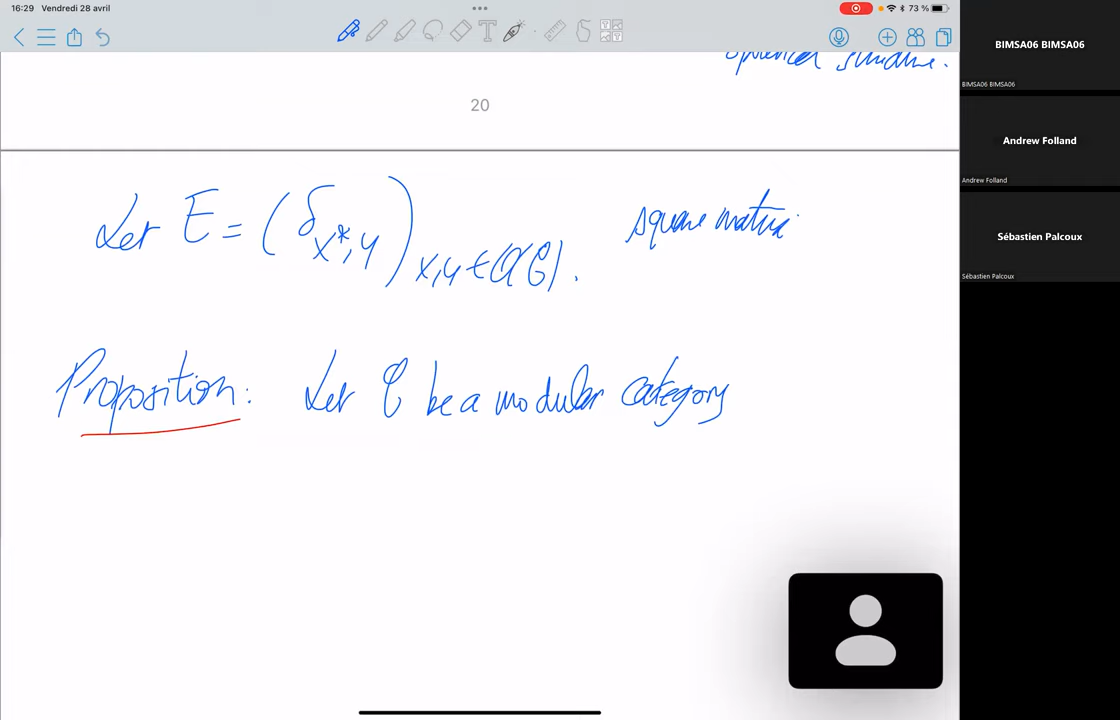 16:29 Vendredi 28 avril
73 %
spherical structure.
20
Let E = (δ_{X*,Y})_{X,Y∈O(C)}. square matrix
Proposition: Let C be a modular category
BIMSA06 BIMSA06
BIMSA06 BIMSA06
Andrew Folland
Andrew Folland
Sébastien Palcoux
Sébastien Palcoux